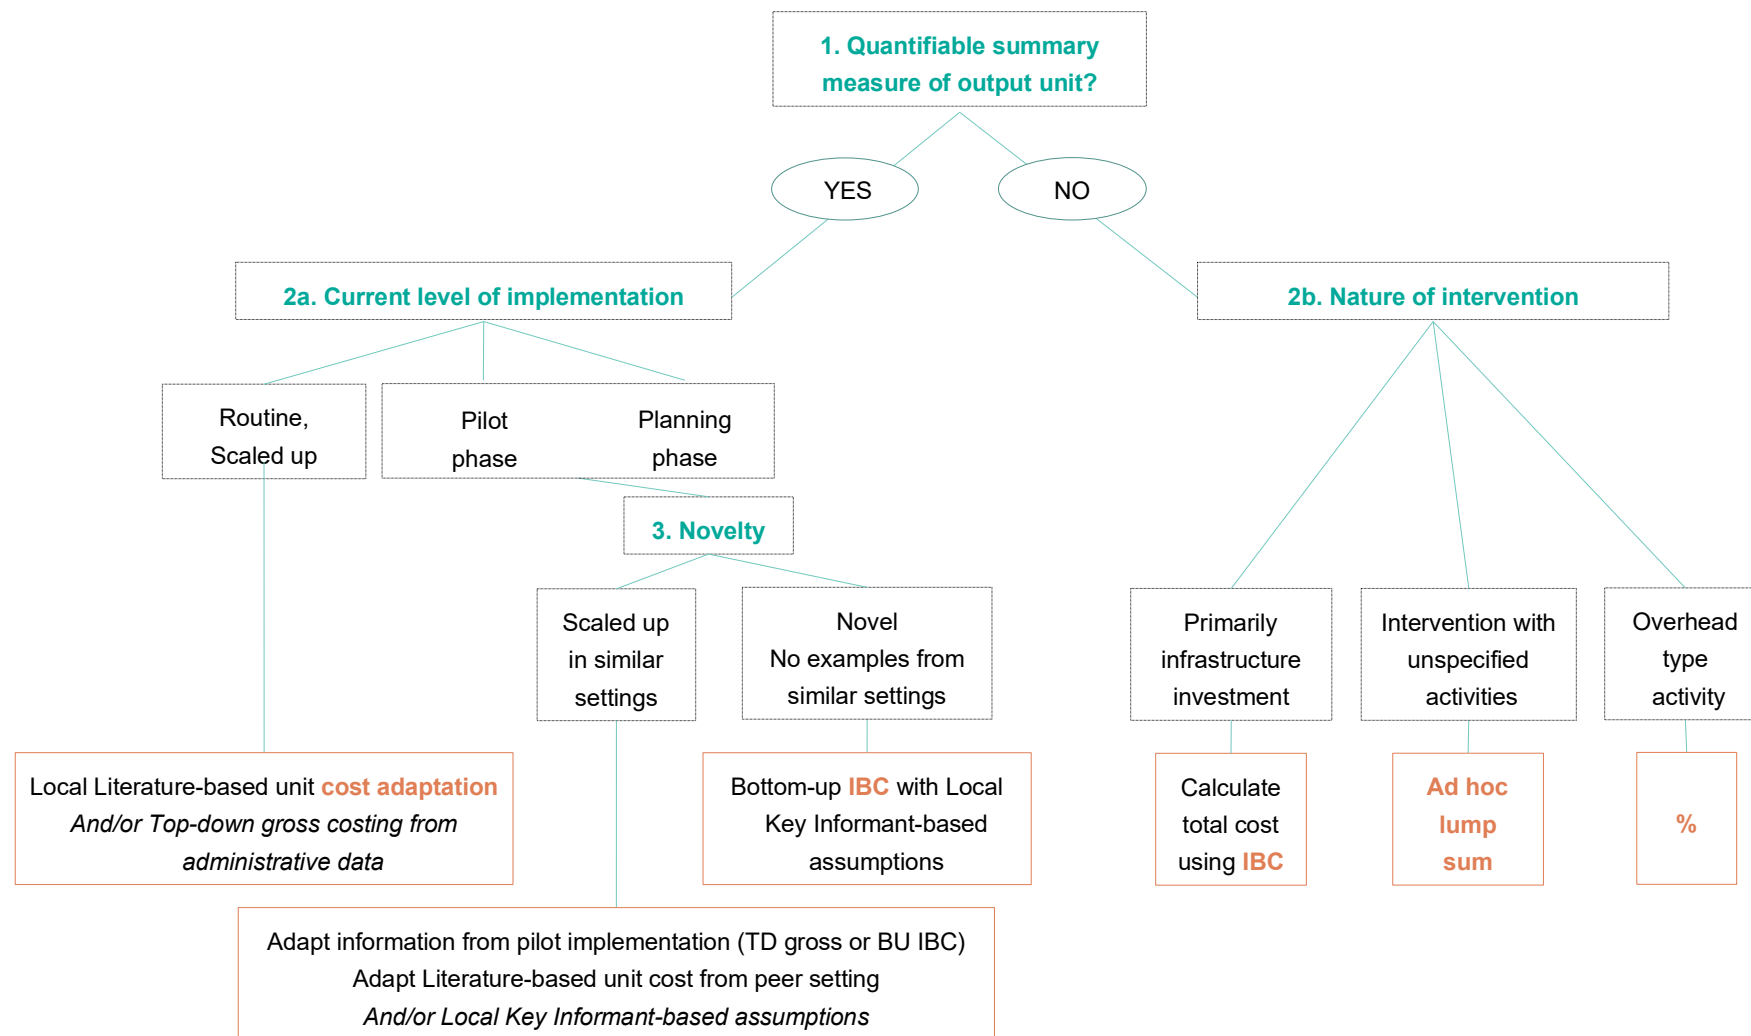 1. Quantifiable summary
measure of output unit?
YES
NO
2a. Current level of implementation
2b. Nature of intervention
Routine,
Scaled up
Pilot
phase
Planning
phase
3. Novelty
Scaled up
in similar
settings
Novel
No examples from
similar settings
Primarily
infrastructure
investment
Intervention with
unspecified
activities
Overhead
type
activity
Local Literature-based unit cost adaptation
And/or Top-down gross costing from
administrative data
Bottom-up IBC with Local
Key Informant-based
assumptions
Calculate
total cost
using IBC
Ad hoc
lump
sum
%
Adapt information from pilot implementation (TD gross or BU IBC)
Adapt Literature-based unit cost from peer setting
And/or Local Key Informant-based assumptions